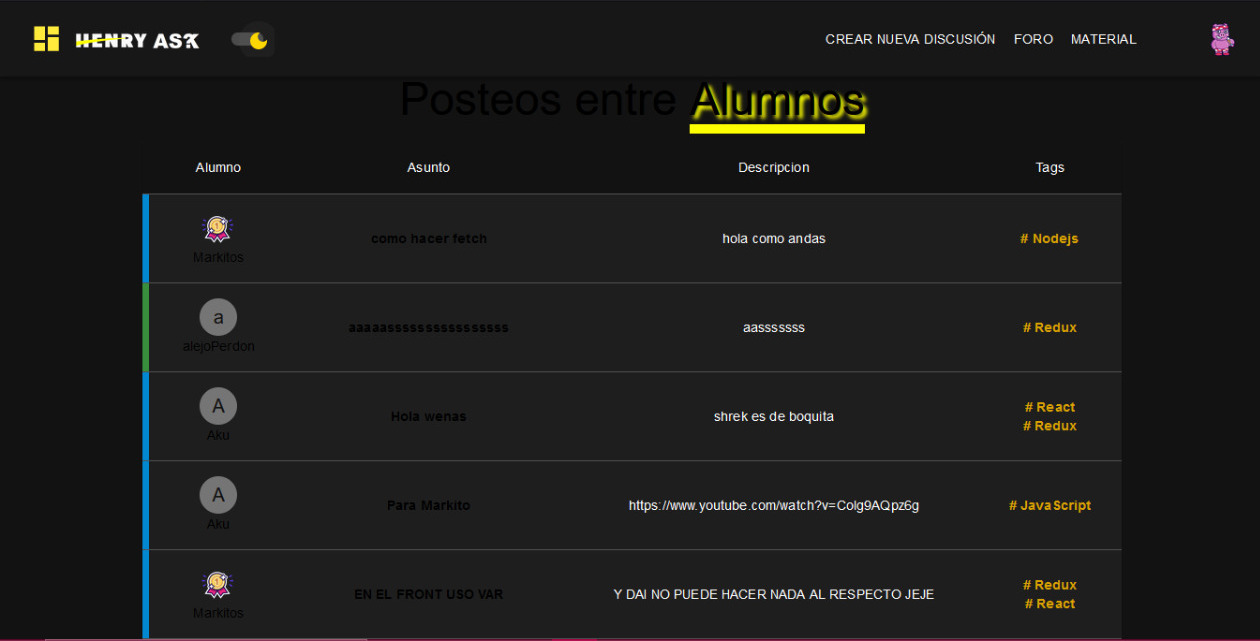 HENRY ASK
CREAR NUEVA DISCUSIÓN FORO MATERIAL
Posteos entre Alumnos
Alumno Asunto Descripcion Tags
Markitos como hacer fetch hola como andas # Nodejs
a
alejoPerdon aaaaasssssssssssssssss aasssssss # Redux
A
Aku Hola wenas shrek es de boquita # React
# Redux
A
Aku Para Markito https://www.youtube.com/watch?v=Colg9AQpz6g # JavaScript
Markitos EN EL FRONT USO VAR Y DAI NO PUEDE HACER NADA AL RESPECTO JEJE # Redux
# React